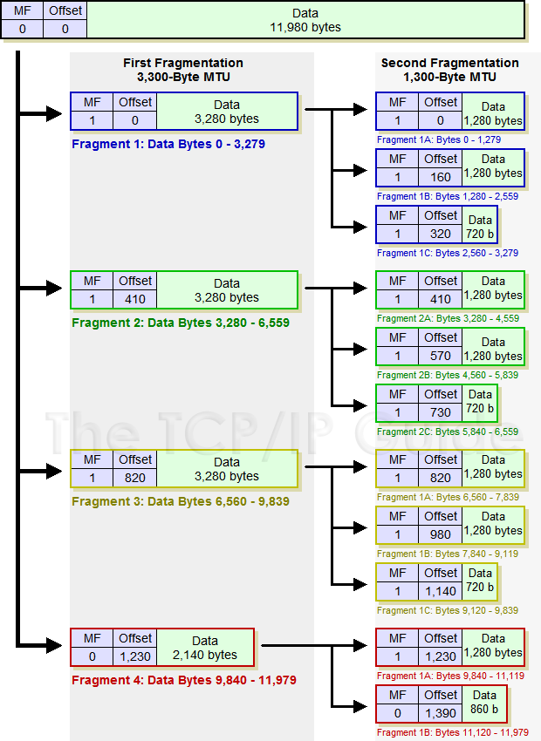 MF Offset Data
0 0 11,980 bytes
First Fragmentation
3,300-Byte MTU
Second Fragmentation
1,300-Byte MTU
MF Offset Data
1 0 3,280 bytes
Fragment 1: Data Bytes 0 - 3,279
MF Offset Data
1 0 1,280 bytes
Fragment 1A: Bytes 0 - 1,279
MF Offset Data
1 160 1,280 bytes
Fragment 1B: Bytes 1,280 - 2,559
MF Offset Data
1 320 720 b
Fragment 1C: Bytes 2,560 - 3,279
MF Offset Data
1 410 3,280 bytes
Fragment 2: Data Bytes 3,280 - 6,559
MF Offset Data
1 410 1,280 bytes
Fragment 2A: Bytes 3,280 - 4,559
MF Offset Data
1 570 1,280 bytes
Fragment 2B: Bytes 4,560 - 5,839
MF Offset Data
1 730 720 b
Fragment 2C: Bytes 5,840 - 6,559
The TCP/IP Guide
MF Offset Data
1 820 3,280 bytes
Fragment 3: Data Bytes 6,560 - 9,839
MF Offset Data
1 820 1,280 bytes
Fragment 1A: Bytes 6,560 - 7,839
MF Offset Data
1 980 1,280 bytes
Fragment 1B: Bytes 7,840 - 9,119
MF Offset Data
1 1,140 720 b
Fragment 1C: Bytes 9,120 - 9,839
MF Offset Data
0 1,230 2,140 bytes
Fragment 4: Data Bytes 9,840 - 11,979
MF Offset Data
1 1,230 1,280 bytes
Fragment 1A: Bytes 9,840 - 11,119
MF Offset Data
0 1,390 860 b
Fragment 1B: Bytes 11,120 - 11,979